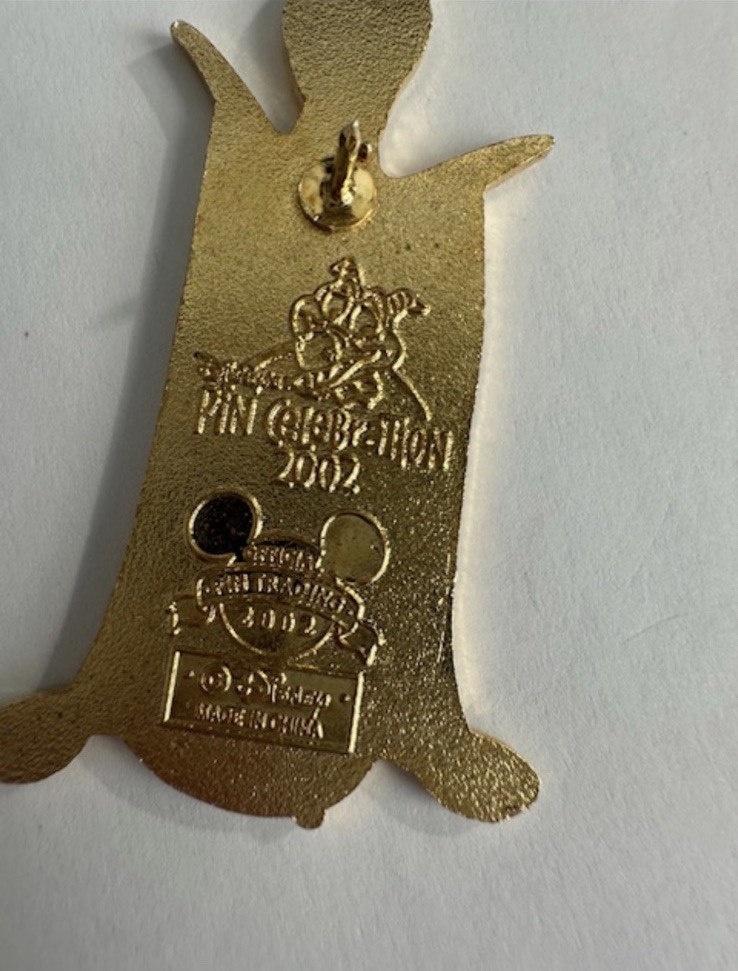 Disney's
PiN CeLeBraTiON
2002
OFFICIAL
PIN TRADING
2002
© DISNEY
MADE IN CHINA